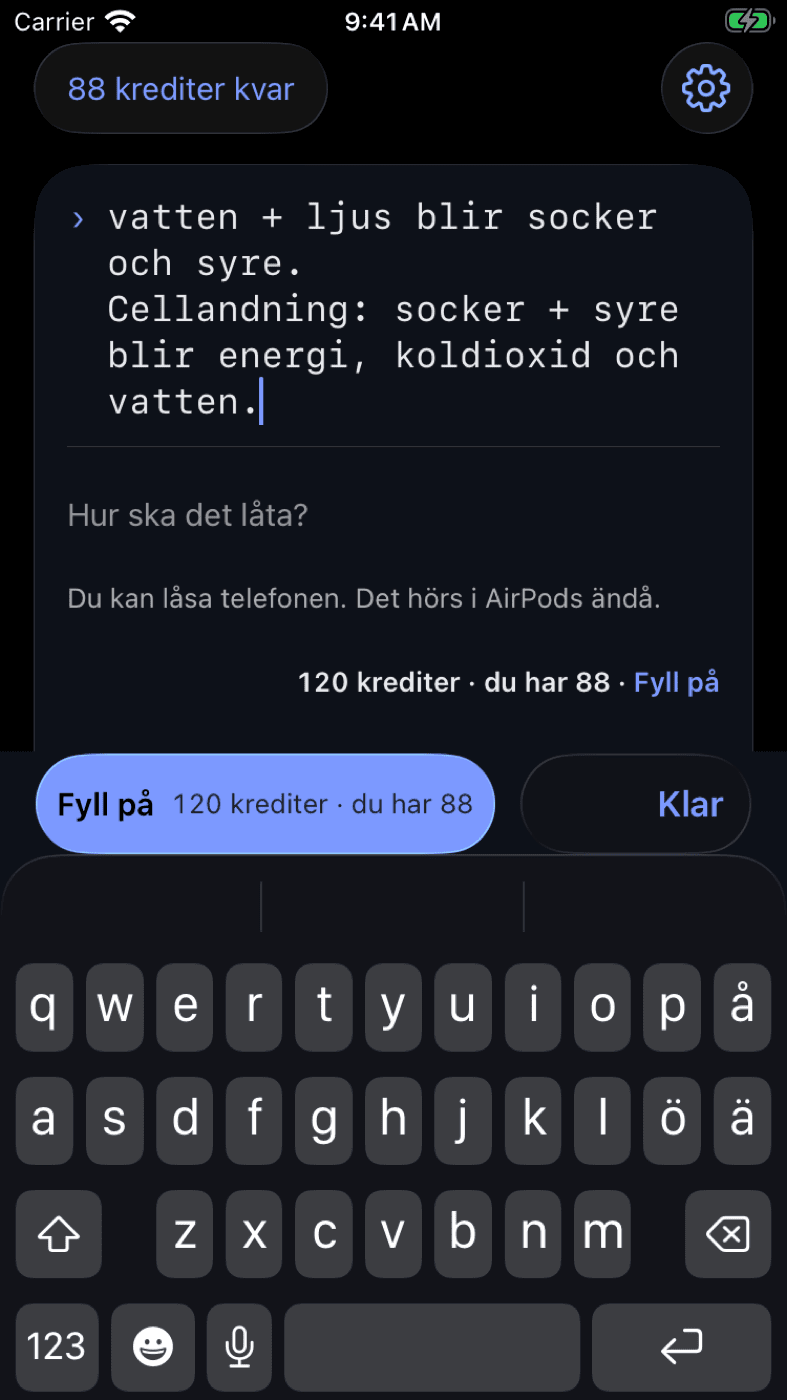 Carrier 9:41 AM
88 krediter kvar
› vatten + ljus blir socker
och syre.
Cellandning: socker + syre
blir energi, koldioxid och
vatten.
Hur ska det låta?
Du kan låsa telefonen. Det hörs i AirPods ändå.
120 krediter · du har 88 · Fyll på
Fyll på 120 krediter · du har 88 Klar
q w e r t y u i o p å
a s d f g h j k l ö ä
z x c v b n m
123